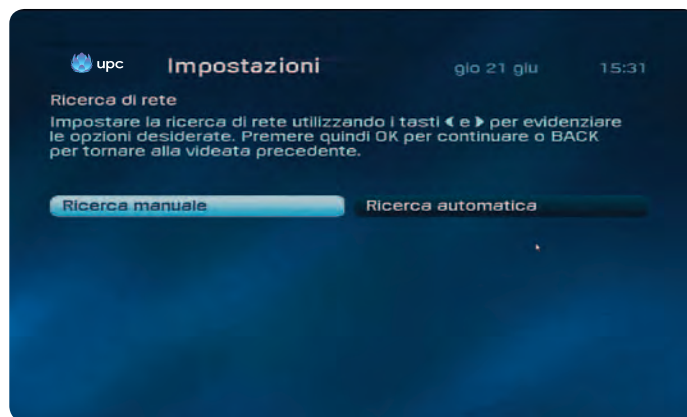 upc Impostazioni gio 21 giu 15:31
Ricerca di rete
Impostare la ricerca di rete utilizzando i tasti ◀ e ▶ per evidenziare
le opzioni desiderate. Premere quindi OK per continuare o BACK
per tornare alla videata precedente.
Ricerca manuale Ricerca automatica